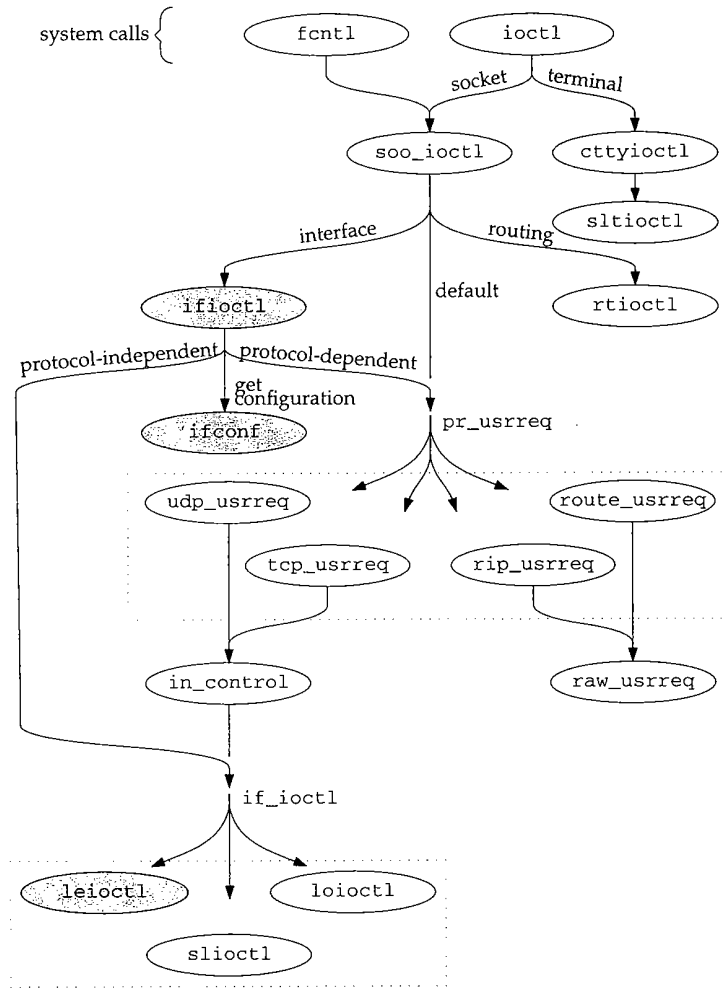 system calls
fcntl
ioctl
socket
terminal
soo_ioctl
cttyioctl
sltioctl
interface
routing
ifioctl
default
rtioctl
protocol-independent
protocol-dependent
get
configuration
ifconf
pr_usrreq
udp_usrreq
route_usrreq
tcp_usrreq
rip_usrreq
in_control
raw_usrreq
if_ioctl
leioctl
loioctl
slioctl